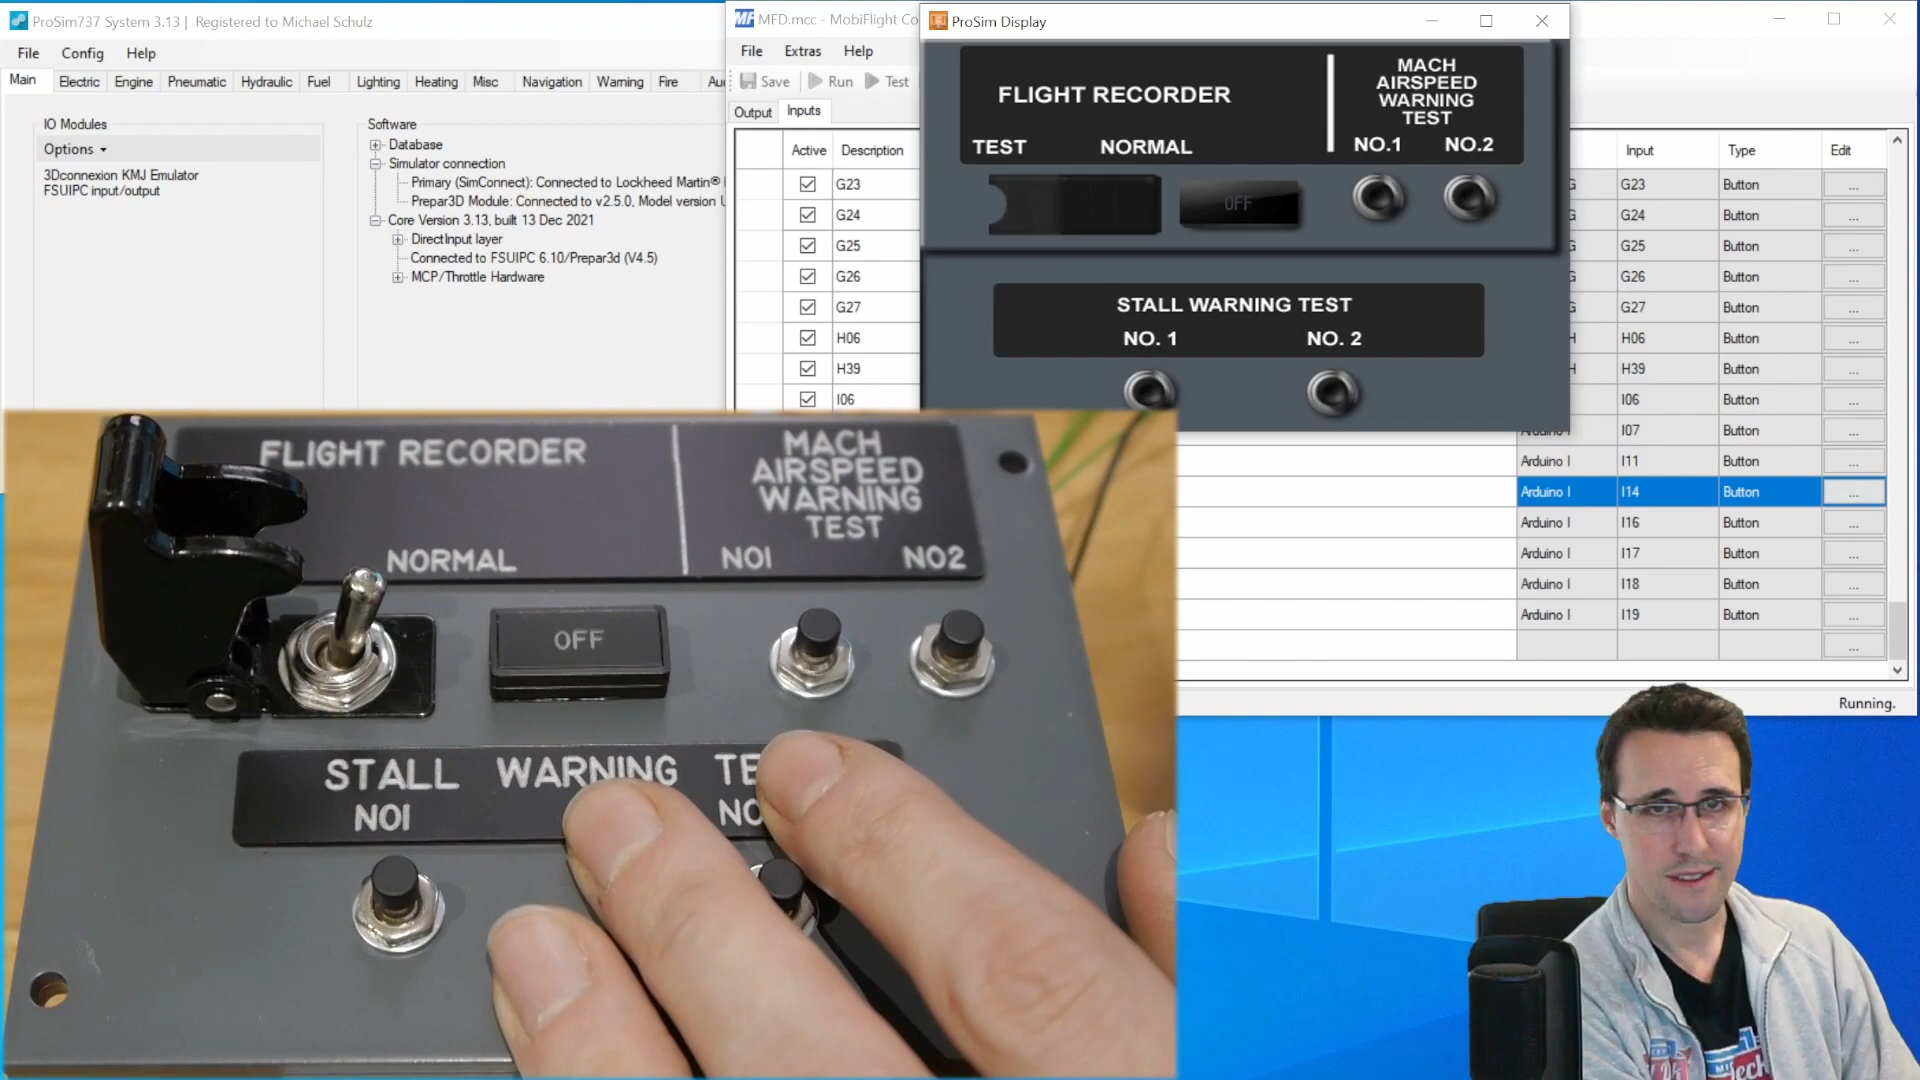 ProSim737 System 3.13 | Registered to Michael Schulz
File Config Help
Main Electric Engine Pneumatic Hydraulic Fuel Lighting Heating Misc Navigation Warning Fire
IO Modules
Options
3Dconnexion KMJ Emulator
FSUIPC input/output
Software
Database
Simulator connection
Primary (SimConnect): Connected to Lockheed Martin®
Prepar3D Module: Connected to v2.5.0, Model version
Core Version 3.13, built 13 Dec 2021
DirectInput layer
Connected to FSUIPC 6.10/Prepar3d (V4.5)
MCP/Throttle Hardware
MF MFD.mcc - MobiFlight
File Extras Help
Save Run Test
Output Inputs
Active Description
G23
G24
G25
G26
G27
H06
H39
I06
ProSim Display
FLIGHT RECORDER
TEST NORMAL
MACH
AIRSPEED
WARNING
TEST
NO.1 NO.2
OFF
STALL WARNING TEST
NO. 1 NO. 2
Input Type Edit
G G23 Button ...
G G24 Button ...
G G25 Button ...
G G26 Button ...
G G27 Button ...
H H06 Button ...
H H39 Button ...
I06 Button ...
Arduino I I07 Button ...
Arduino I I11 Button ...
Arduino I I14 Button ...
Arduino I I16 Button ...
Arduino I I17 Button ...
Arduino I I18 Button ...
Arduino I I19 Button ...
...
Running.
FLIGHT RECORDER
NORMAL
MACH
AIRSPEED
WARNING
TEST
NO1 NO2
OFF
STALL WARNING TE
NO1 NO